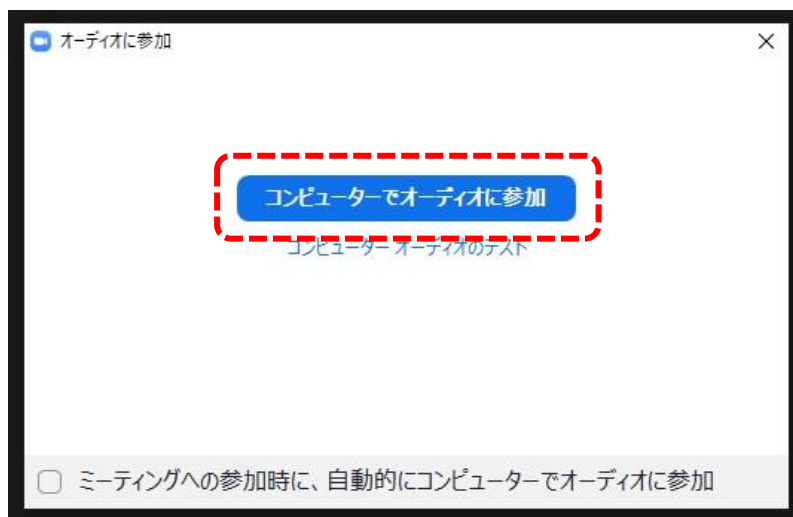 オーディオに参加
コンピューターでオーディオに参加
コンピューター オーディオのテスト
ミーティングへの参加時に、自動的にコンピューターでオーディオに参加